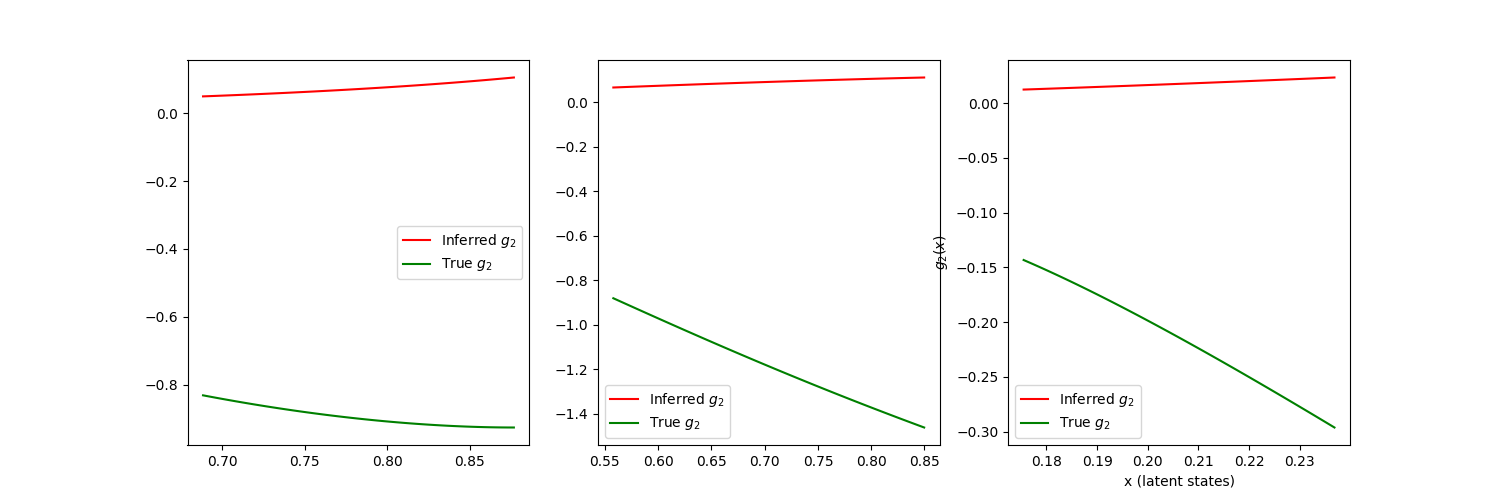 0.0
−0.2
−0.4
−0.6
−0.8
0.70 0.75 0.80 0.85
Inferred g₂
True g₂
0.0
−0.2
−0.4
−0.6
−0.8
−1.0
−1.2
−1.4
0.55 0.60 0.65 0.70 0.75 0.80 0.85
Inferred g₂
True g₂
g₂(x)
0.00
−0.05
−0.10
−0.15
−0.20
−0.25
−0.30
0.18 0.19 0.20 0.21 0.22 0.23
x (latent states)
Inferred g₂
True g₂